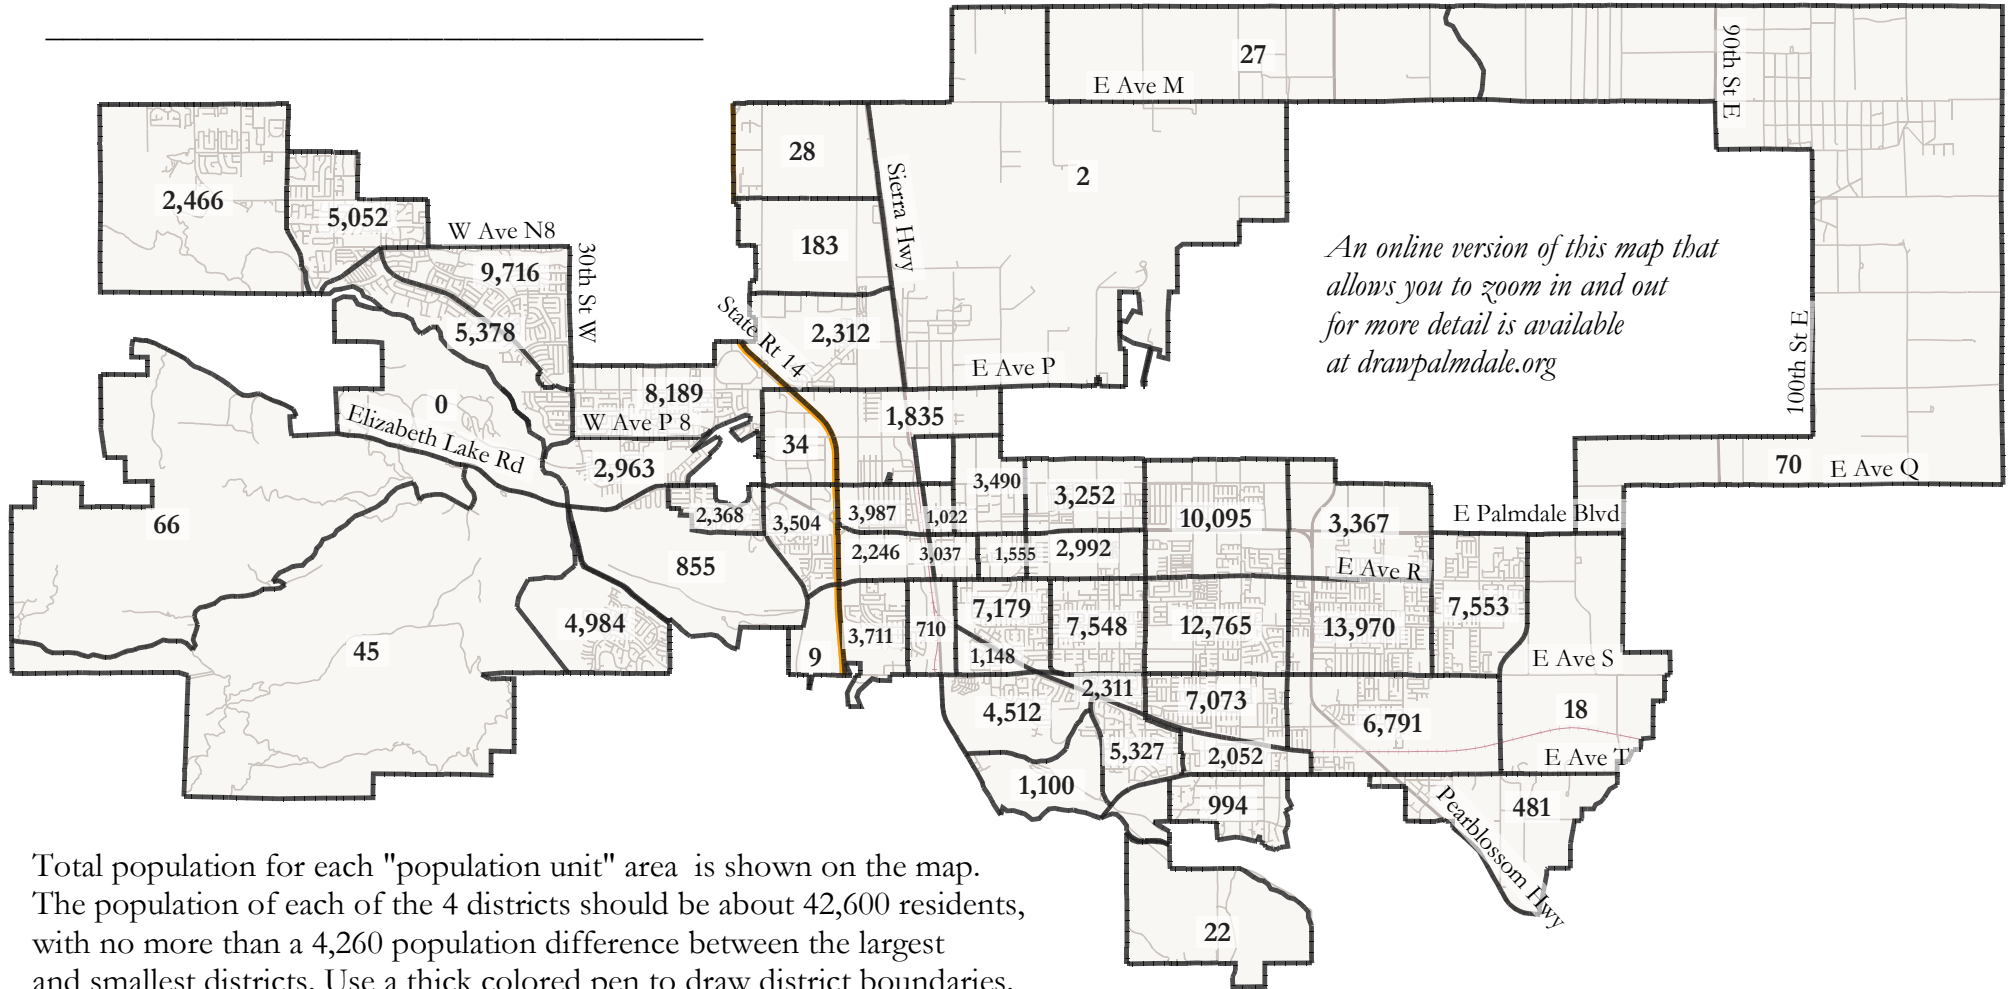 27
E Ave M
90th St E
28
Sierra Hwy
2
2,466
5,052
W Ave N8
183
9,716
30th St W
An online version of this map that
allows you to zoom in and out
for more detail is available
at drawpalmdale.org
5,378
State Rt 14
2,312
E Ave P
100th St E
0
8,189
W Ave P 8
1,835
Elizabeth Lake Rd
34
2,963
3,490
70
E Ave Q
3,252
66
2,368
3,504
3,987
1,022
10,095
3,367
E Palmdale Blvd
855
2,246
3,037
1,555
2,992
E Ave R
7,179
7,553
4,984
3,711
710
7,548
12,765
13,970
45
9
1,148
E Ave S
2,311
4,512
7,073
6,791
18
5,327
2,052
E Ave T
1,100
994
Pearblossom Hwy
481
22
Total population for each "population unit" area is shown on the map.
The population of each of the 4 districts should be about 42,600 residents,
with no more than a 4,260 population difference between the largest
and smallest districts. Use a thick colored pen to draw district boundaries.